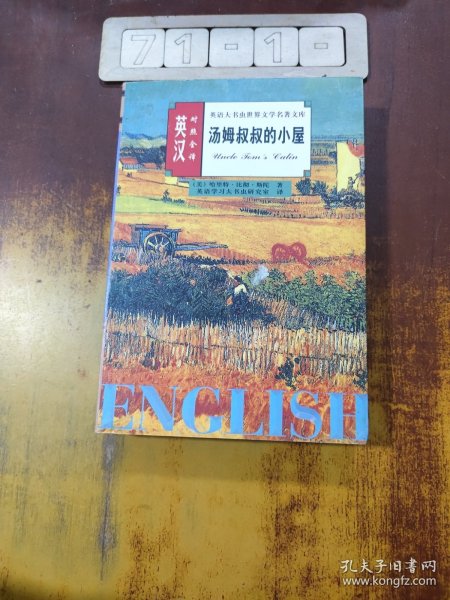 71-1-
英语大书虫世界文学名著文库
英汉
对照全译
汤姆叔叔的小屋
Uncle Tom's Cabin
(美)哈里特·比彻·斯陀 著
英语学习大书虫研究室 译
ENGLISH
孔夫子旧书网
www.kongfz.com